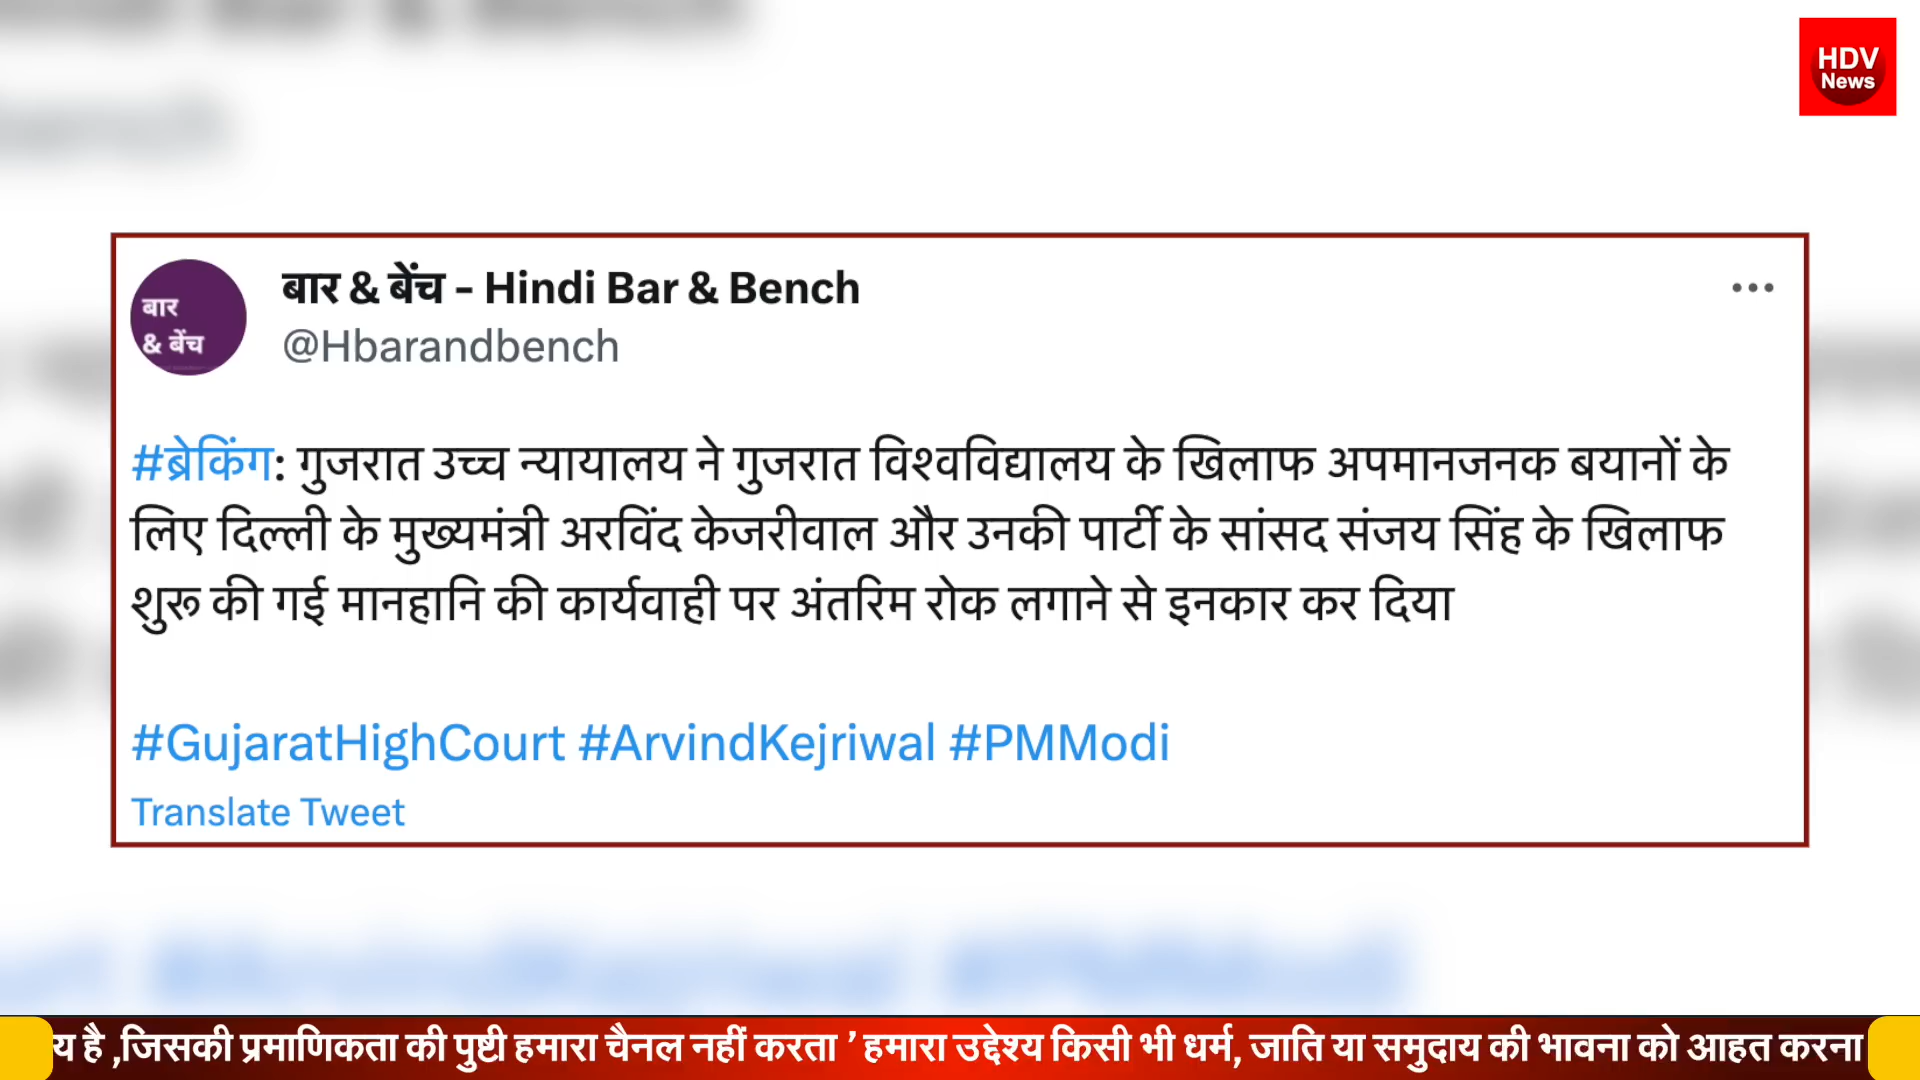 HDV
News
बार
& बेंच
बार & बेंच - Hindi Bar & Bench
@Hbarandbench
#ब्रेकिंग: गुजरात उच्च न्यायालय ने गुजरात विश्वविद्यालय के खिलाफ अपमानजनक बयानों के
लिए दिल्ली के मुख्यमंत्री अरविंद केजरीवाल और उनकी पार्टी के सांसद संजय सिंह के खिलाफ
शुरू की गई मानहानि की कार्यवाही पर अंतरिम रोक लगाने से इनकार कर दिया
#GujaratHighCourt #ArvindKejriwal #PMModi
Translate Tweet
य है ,जिसकी प्रमाणिकता की पुष्टी हमारा चैनल नहीं करता ’ हमारा उद्देश्य किसी भी धर्म, जाति या समुदाय की भावना को आहत करना